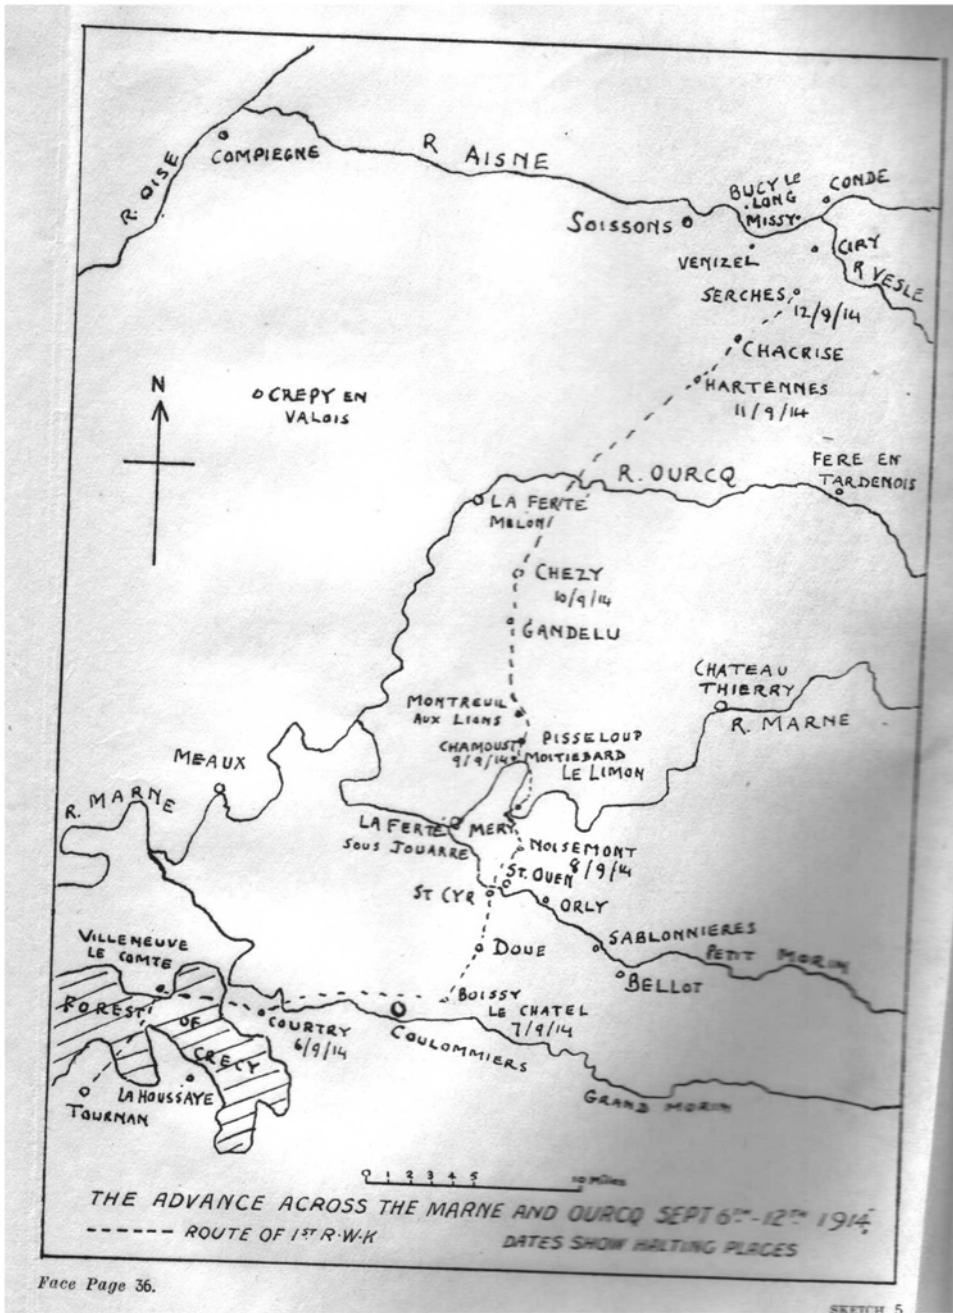 R. OISE
COMPIEGNE
R AISNE
BUCY LE
LONG
MISSY
CONDE
SOISSONS
VENIZEL
CIRY
R VESLE
SERCHES
12/9/14
CHACRISE
HARTENNES
11/9/14
N
CREPY EN
VALOIS
R. OURCQ
FERE EN
TARDENOIS
LA FERTE
MILON
CHEZY
10/9/14
GANDELU
CHATEAU
THIERRY
R. MARNE
MONTREUIL
AUX LIONS
PISSELOUP
CHAMOUST
9/9/14
MOITIEBARD
LE LIMON
MEAUX
R. MARNE
LA FERTE
SOUS JOUARRE
MERY
NOISEMONT
8/9/14
ST. OUEN
ST CYR
ORLY
SABLONNIERES
PETIT MORIN
DOUE
BELLOT
VILLENEUVE
LE COMTE
BOISSY
LE CHATEL
7/9/14
FOREST
OF
CRECY
COURTRY
6/9/14
COULOMMIERS
LA HOUSSAYE
TOURNAN
GRAND MORIN
0 1 2 3 4 5 10 Miles
THE ADVANCE ACROSS THE MARNE AND OURCQ SEPT 6TH-12TH 1914.
ROUTE OF 1ST R.W.K
DATES SHOW HALTING PLACES
Face Page 36.
SKETCH 5